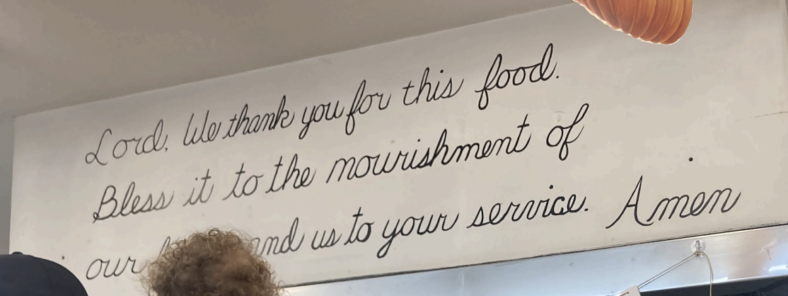 Lord. We thank you for this food.
Bless it to the nourishment of
our and us to your service. Amen